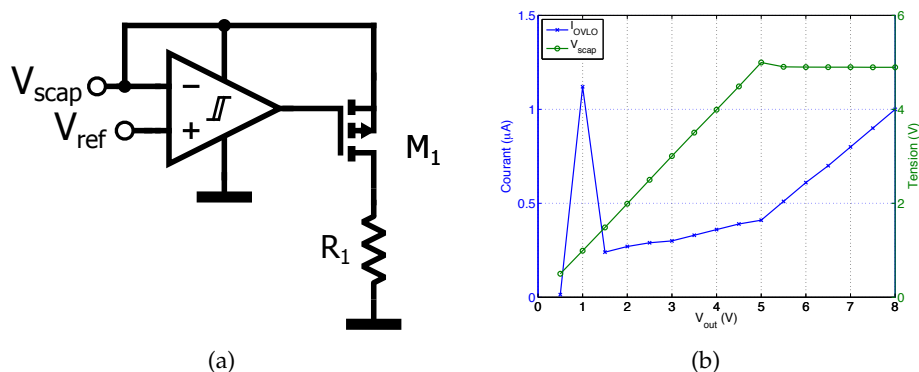 V_scap
V_ref
−
+
M_1
R_1
(a)
I_OVLO
V_scap
1.5
1
0.5
0
Courant (μA)
0 1 2 3 4 5 6 7 8
V_out (V)
6
4
2
0
Tension (V)
(b)